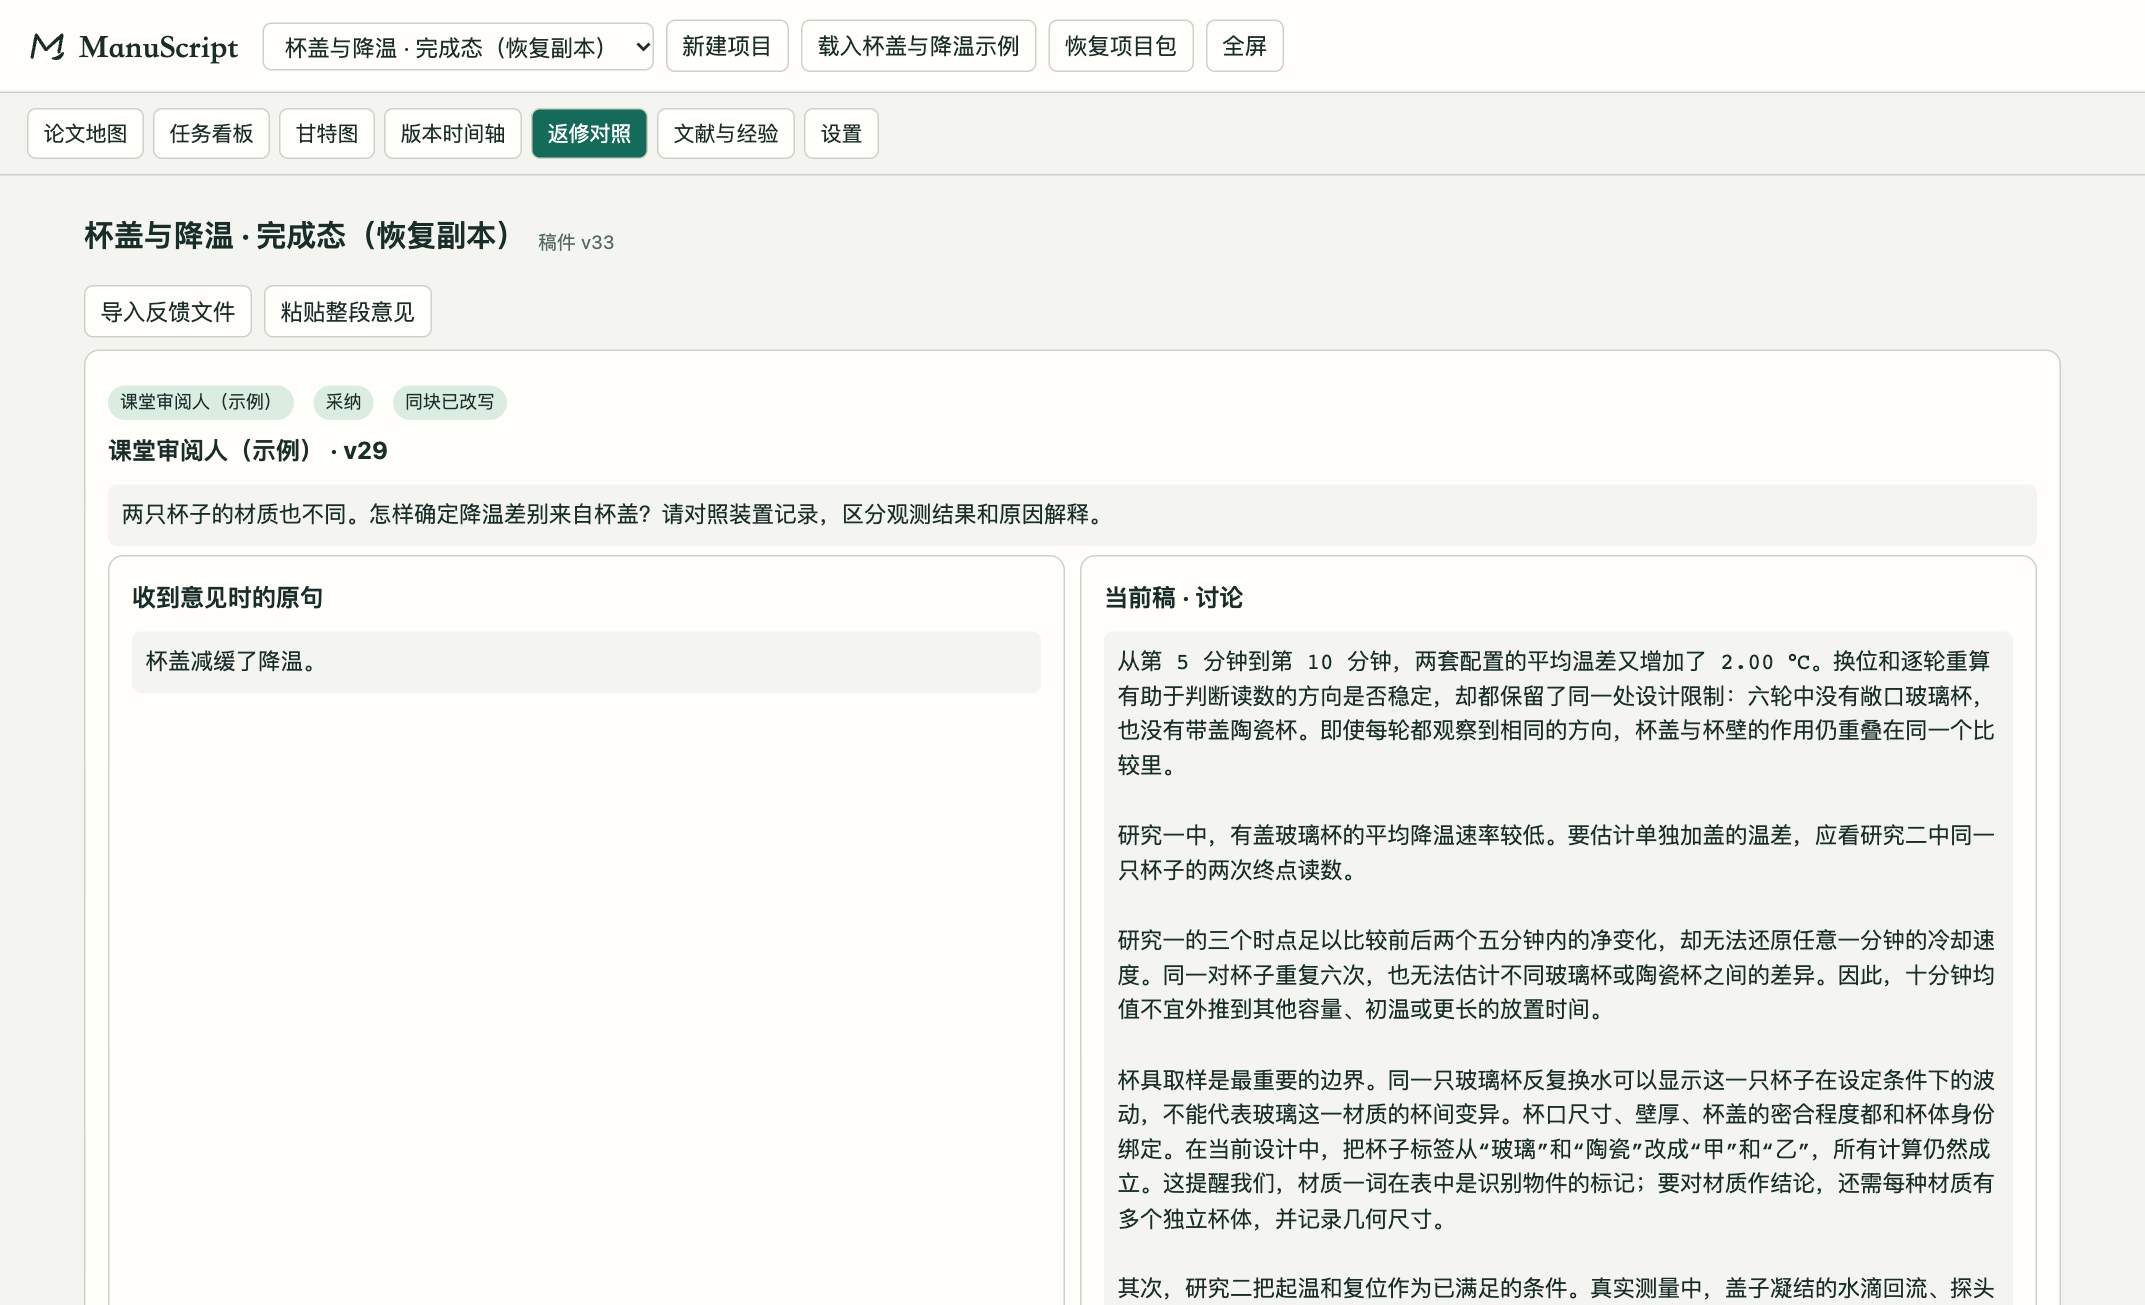 ManuScript
杯盖与降温 · 完成态（恢复副本）
新建项目
载入杯盖与降温示例
恢复项目包
全屏
论文地图
任务看板
甘特图
版本时间轴
返修对照
文献与经验
设置
杯盖与降温 · 完成态（恢复副本） 稿件 v33
导入反馈文件
粘贴整段意见
课堂审阅人（示例）
采纳
同块已改写
课堂审阅人（示例） · v29
两只杯子的材质也不同。怎样确定降温差别来自杯盖？请对照装置记录，区分观测结果和原因解释。
收到意见时的原句
杯盖减缓了降温。
当前稿 · 讨论
从第 5 分钟到第 10 分钟，两套配置的平均温差又增加了 2.00 °C。换位和逐轮重算
有助于判断读数的方向是否稳定，却都保留了同一处设计限制：六轮中没有敞口玻璃杯，
也没有带盖陶瓷杯。即使每轮都观察到相同的方向，杯盖与杯壁的作用仍重叠在同一个比
较里。
研究一中，有盖玻璃杯的平均降温速率较低。要估计单独加盖的温差，应看研究二中同一
只杯子的两次终点读数。
研究一的三个时点足以比较前后两个五分钟内的净变化，却无法还原任意一分钟的冷却速
度。同一对杯子重复六次，也无法估计不同玻璃杯或陶瓷杯之间的差异。因此，十分钟均
值不宜外推到其他容量、初温或更长的放置时间。
杯具取样是最重要的边界。同一只玻璃杯反复换水可以显示这一只杯子在设定条件下的波
动，不能代表玻璃这一材质的杯间变异。杯口尺寸、壁厚、杯盖的密合程度都和杯体身份
绑定。在当前设计中，把杯子标签从“玻璃”和“陶瓷”改成“甲”和“乙”，所有计算仍然成
立。这提醒我们，材质一词在表中是识别物件的标记；要对材质作结论，还需每种材质有
多个独立杯体，并记录几何尺寸。
其次，研究二把起温和复位作为已满足的条件。真实测量中，盖子凝结的水滴回流、探头